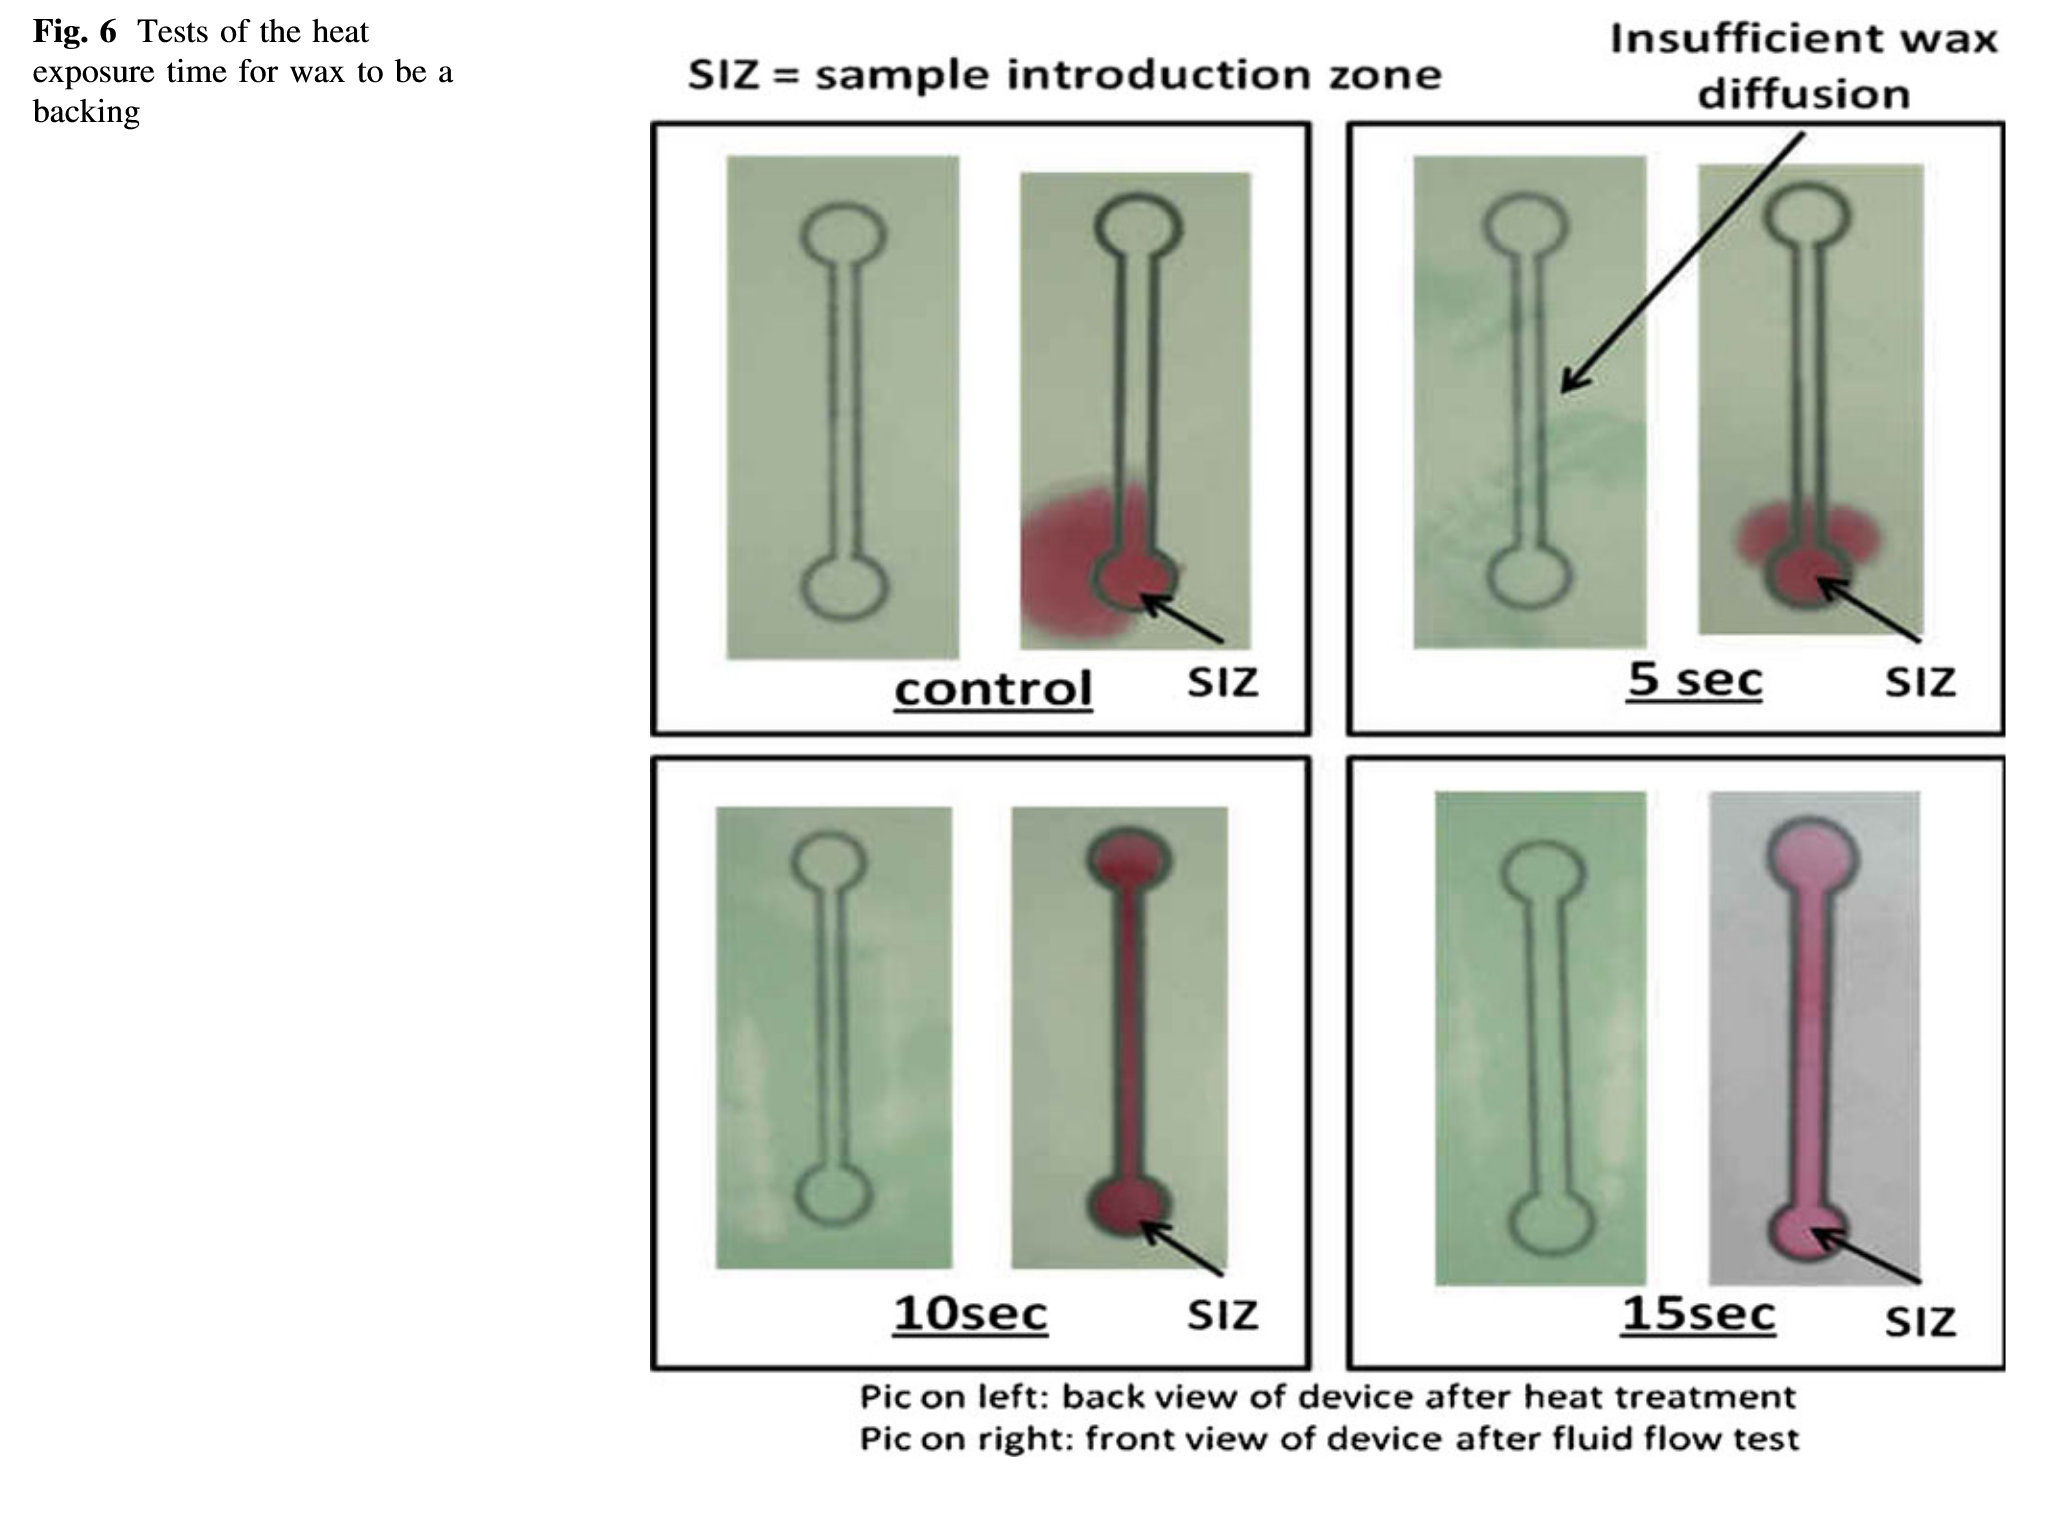 Fig. 6 Tests of the heat
exposure time for wax to be a
backing
SIZ = sample introduction zone
Insufficient wax
diffusion
control
SIZ
5 sec
SIZ
10sec
SIZ
15sec
SIZ
Pic on left: back view of device after heat treatment
Pic on right: front view of device after fluid flow test